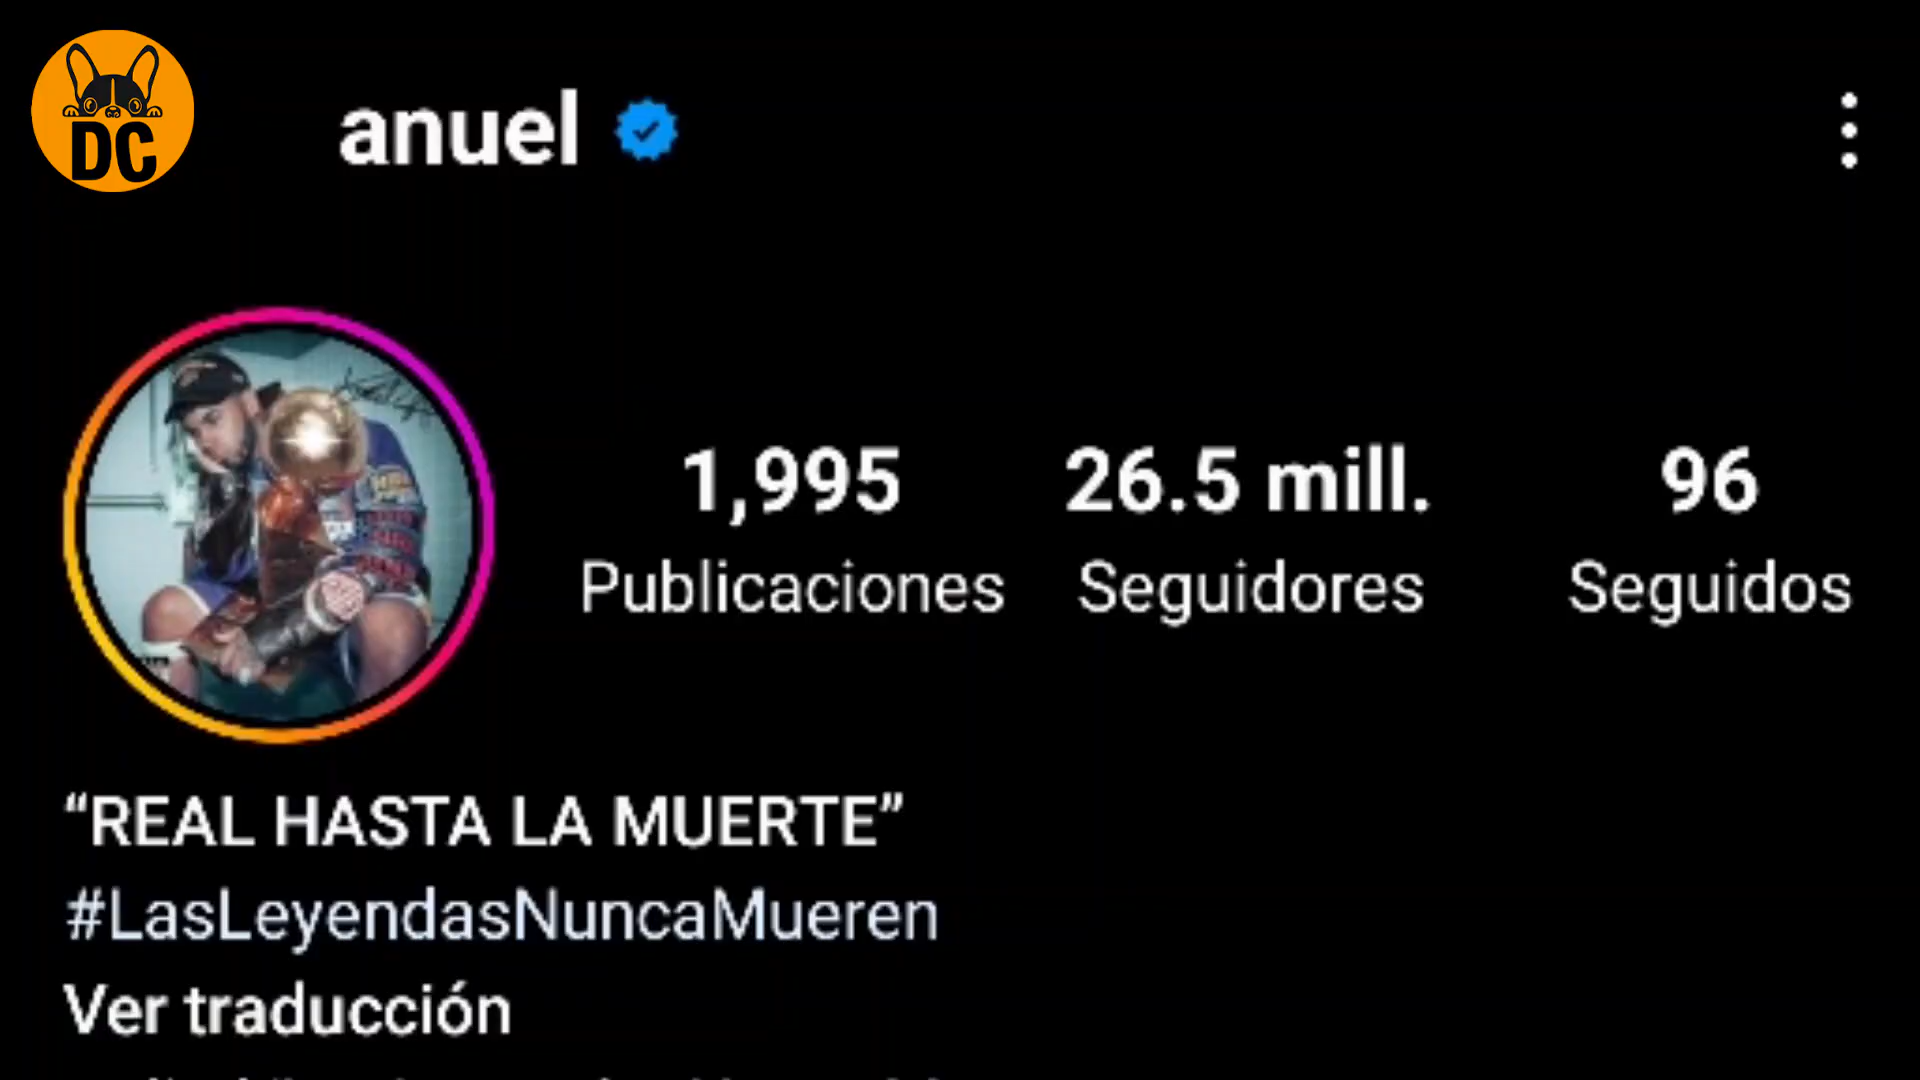 DC
anuel
1,995
26.5 mill.
96
Publicaciones
Seguidores
Seguidos
“REAL HASTA LA MUERTE”
#LasLeyendasNuncaMueren
Ver traducción